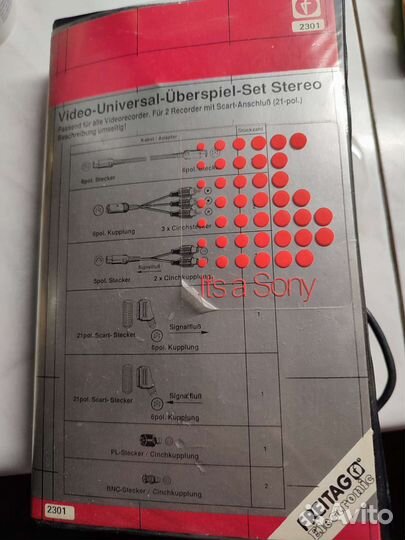 2301
Video-Universal-Überspiel-Set Stereo
Passend für alle Videorecorder. Für 2 Recorder mit Scart-Anschluß (21-pol.)
Beschreibung umseitig!
Kabel / Adapter
Stückzahl
6pol. Stecker
6pol. Kupplung
3 x Cinchstecker
Signalfluß
5pol. Stecker
2 x Cinchkupplung
It's a Sony
1
Signalfluß
21pol. Scart- Stecker
6pol. Kupplung
1
Signalfluß
21pol. Scart- Stecker
6pol. Kupplung
1
PL-Stecker / Cinchkupplung
BNC-Stecker / Cinchkupplung
2
2301
FREITAG
Electronic
Avito